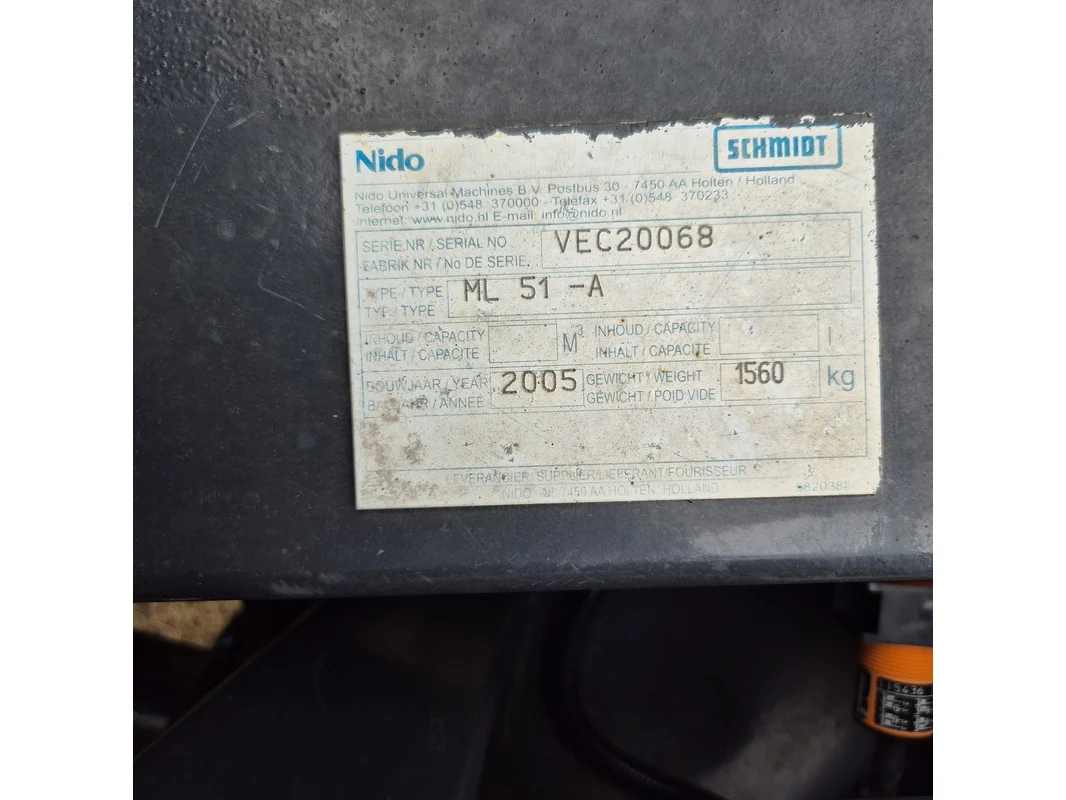 Nido
SCHMIDT
Nido Universal Machines B.V. Postbus 30 - 7450 AA Holten / Holland
Telefoon +31 (0)548 370000 - Telefax +31 (0)548 370233
Internet: www.nido.nl E-mail: info@nido.nl
SERIE.NR / SERIAL NO. VEC20068
FABRIK NR / No DE SERIE.
TYPE / TYPE ML 51 -A
TYP / TYPE
INHOUD / CAPACITY M3 INHOUD / CAPACITY l
INHALT / CAPACITE INHALT / CAPACITE
BOUWJAAR / YEAR 2005 GEWICHT / WEIGHT 1560 kg
BAUJAHR / ANNEE GEWICHT / POID VIDE
LEVERANCIER/SUPPLIER/LIEFERANT/FOURISSEUR
NIDO 7450 AA HOLTEN, HOLLAND